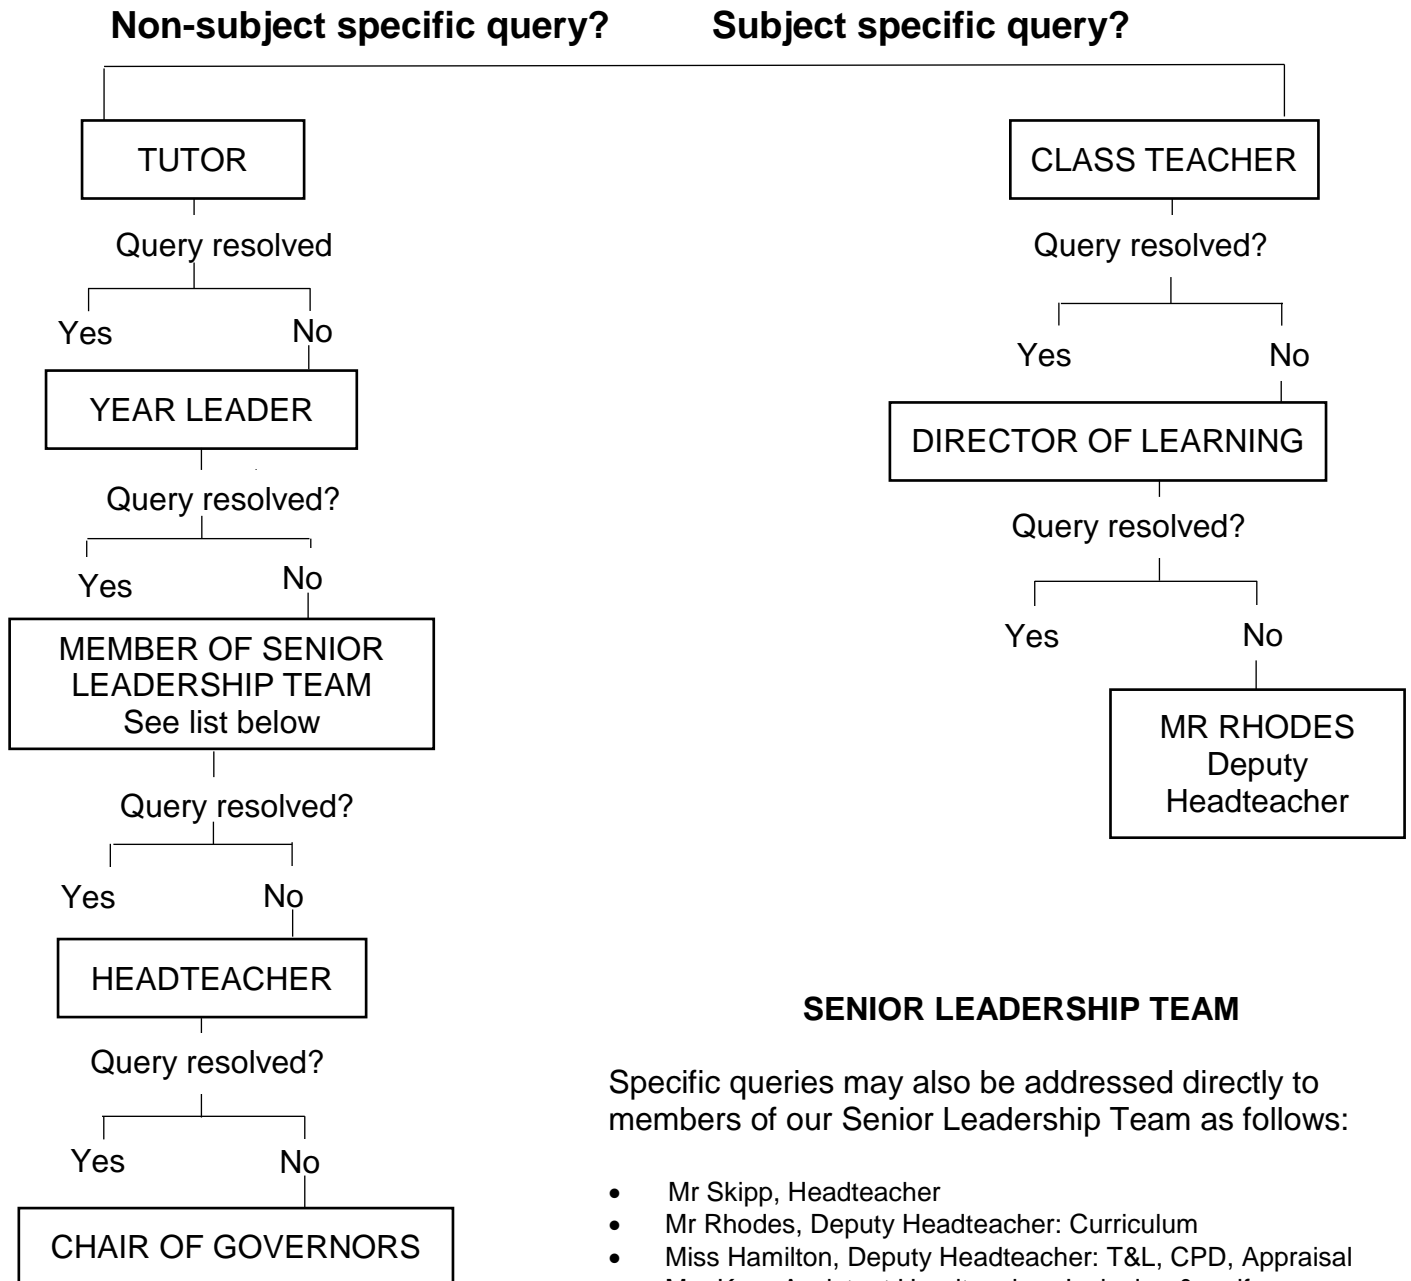 Non-subject specific query? Subject specific query?
TUTOR
Query resolved
Yes No
YEAR LEADER
Query resolved?
Yes No
MEMBER OF SENIOR
LEADERSHIP TEAM
See list below
Query resolved?
Yes No
HEADTEACHER
Query resolved?
Yes No
CHAIR OF GOVERNORS
CLASS TEACHER
Query resolved?
Yes No
DIRECTOR OF LEARNING
Query resolved?
Yes No
MR RHODES
Deputy
Headteacher
SENIOR LEADERSHIP TEAM
Specific queries may also be addressed directly to
members of our Senior Leadership Team as follows:
• Mr Skipp, Headteacher
• Mr Rhodes, Deputy Headteacher: Curriculum
• Miss Hamilton, Deputy Headteacher: T&L, CPD, Appraisal